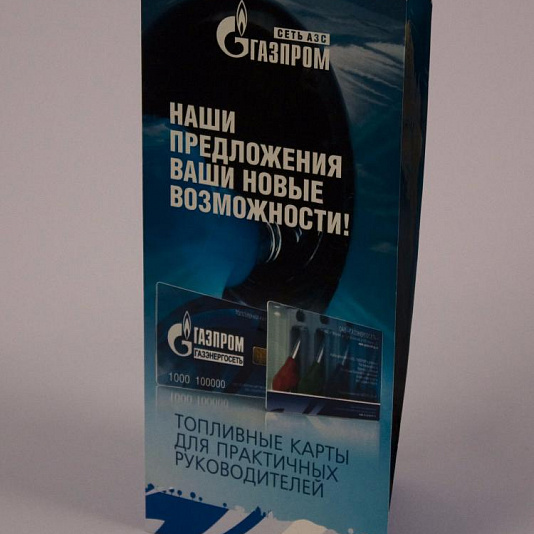 СЕТЬ АЗС
ГАЗПРОМ
НАШИ
ПРЕДЛОЖЕНИЯ
ВАШИ НОВЫЕ
ВОЗМОЖНОСТИ!
ГАЗПРОМ
ГАЗЭНЕРГОСЕТЬ
1000 100000
ТОПЛИВНЫЕ КАРТЫ
ДЛЯ ПРАКТИЧНЫХ
РУКОВОДИТЕЛЕЙ